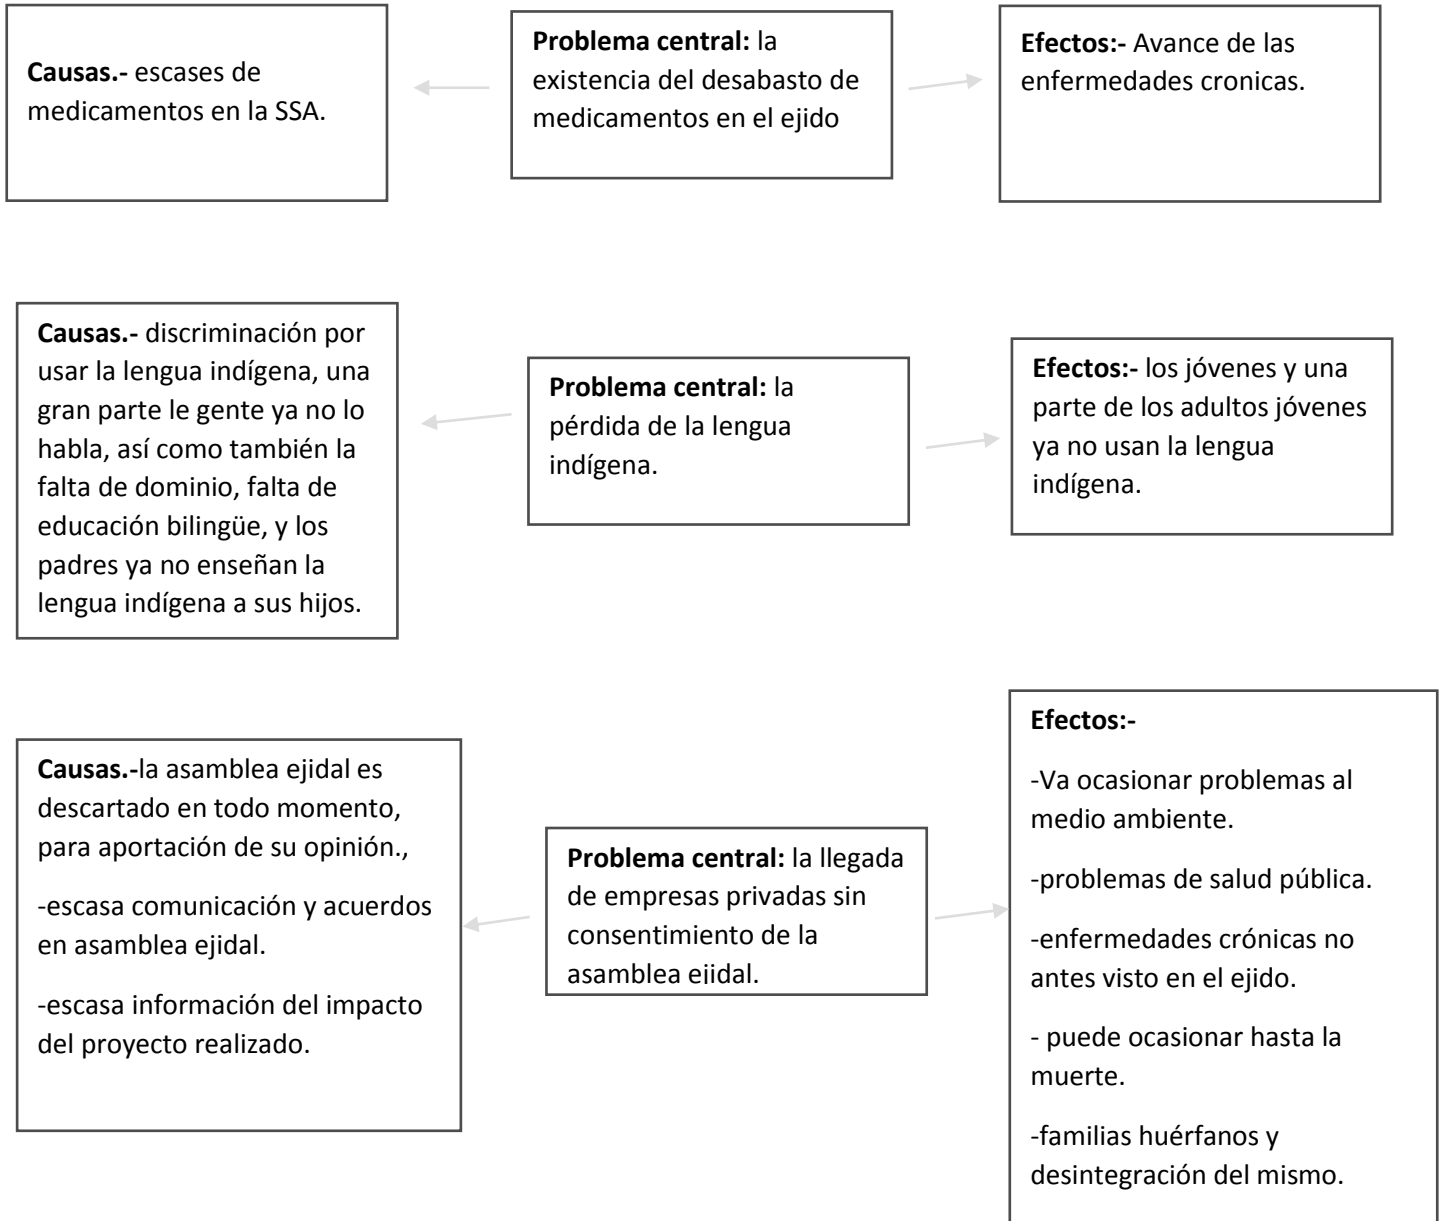 Causas.- escases de
medicamentos en la SSA.
Problema central: la
existencia del desabasto de
medicamentos en el ejido
Efectos:- Avance de las
enfermedades cronicas.
Causas.- discriminación por
usar la lengua indígena, una
gran parte le gente ya no lo
habla, así como también la
falta de dominio, falta de
educación bilingüe, y los
padres ya no enseñan la
lengua indígena a sus hijos.
Problema central: la
pérdida de la lengua
indígena.
Efectos:- los jóvenes y una
parte de los adultos jóvenes
ya no usan la lengua
indígena.
Causas.-la asamblea ejidal es
descartado en todo momento,
para aportación de su opinión.,
-escasa comunicación y acuerdos
en asamblea ejidal.
-escasa información del impacto
del proyecto realizado.
Problema central: la llegada
de empresas privadas sin
consentimiento de la
asamblea ejidal.
Efectos:-
-Va ocasionar problemas al
medio ambiente.
-problemas de salud pública.
-enfermedades crónicas no
antes visto en el ejido.
- puede ocasionar hasta la
muerte.
-familias huérfanos y
desintegración del mismo.